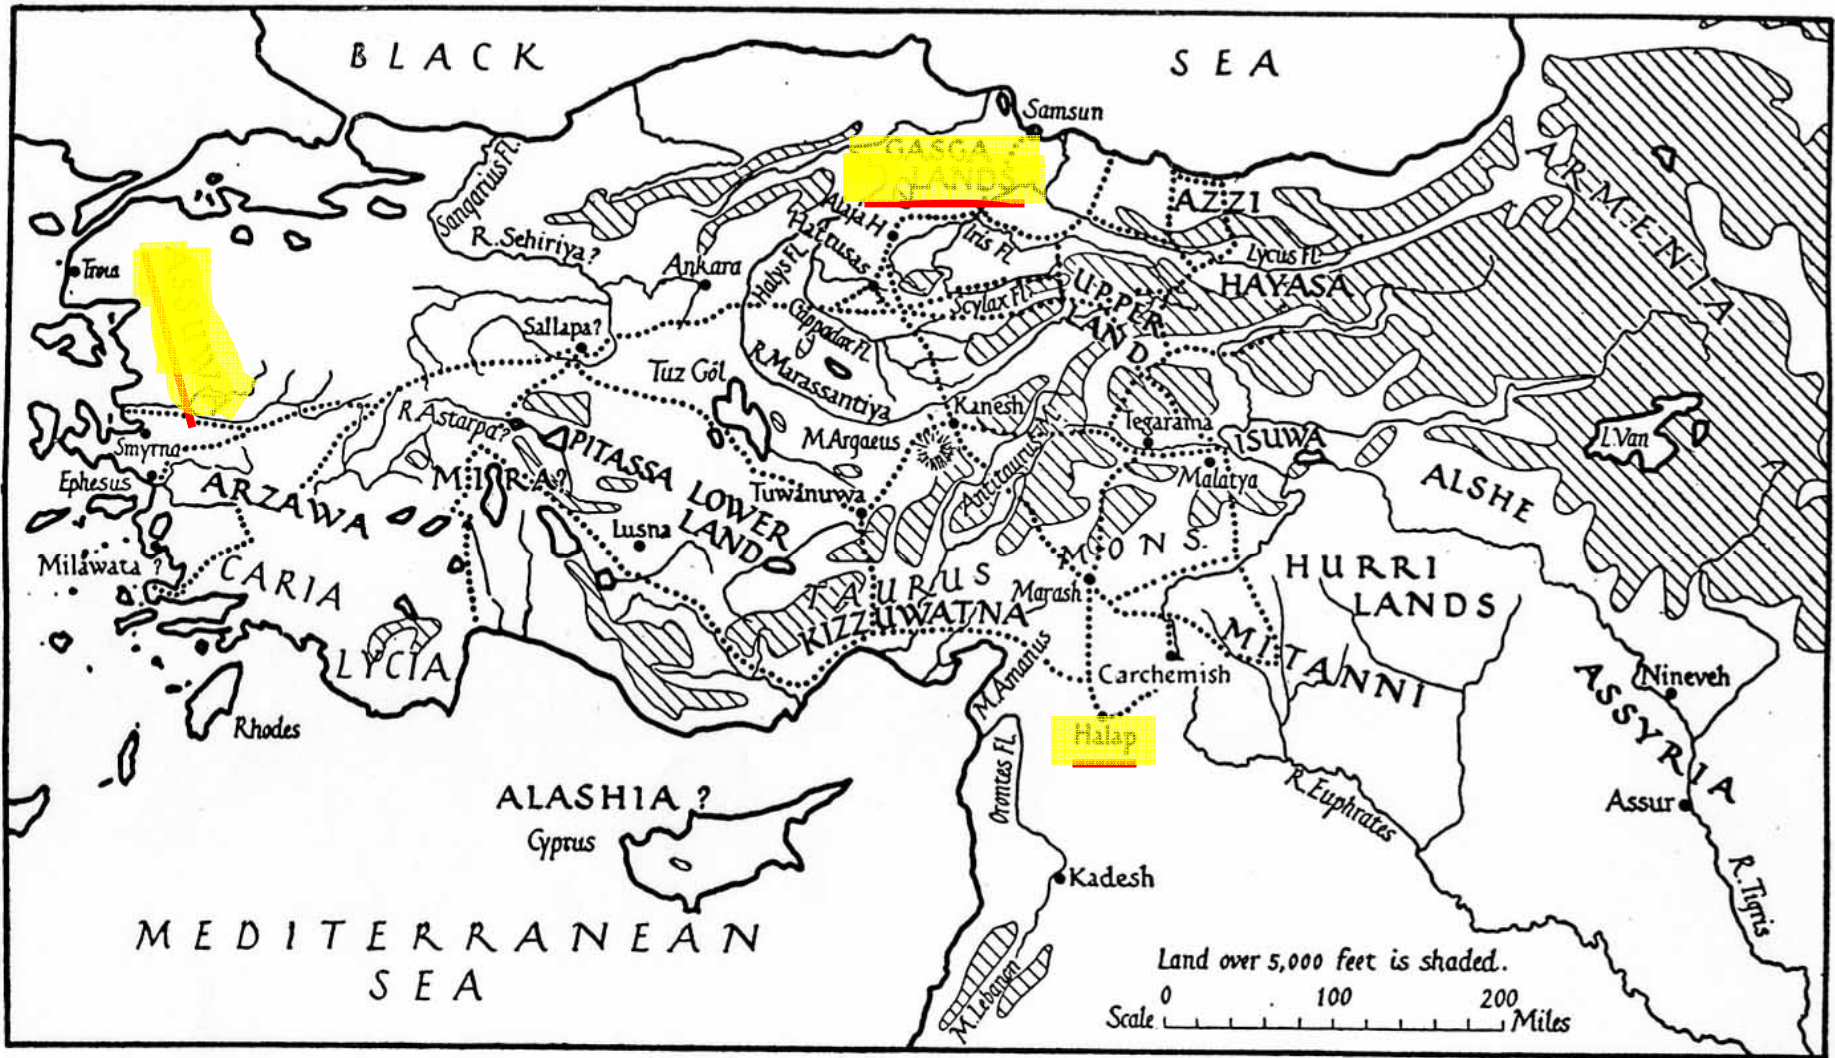 BLACK SEA
Samsun
GASGA
LANDS
Sangarius Fl.
AZZI
ARMENIA
Alaja H
Hattusas
Iris Fl.
R.Sehiriya?
Lycus Fl.
Troia
ASSUWA
Ankara
Halys Fl.
HAYASA
UPPER
LAND
Scylax Fl.
Cappadox Fl.
Sallapa?
R.Marassantiya
Tuz Göl
Kanesh
R.Astarpa?
M.Argaeus
Tegarama
ISUWA
L.Van
Smyrna
PITASSA
Antitaurus M.
Malatya
ALSHE
Ephesus
ARZAWA
MIRA?
Tuwanuwa
LOWER
LAND
Lusna
Milawata ?
CARIA
TAURUS MONS.
HURRI
LANDS
Marash
KIZZUWATNA
MITANNI
LYCIA
M.Amanus
Carchemish
Nineveh
ASSYRIA
Rhodes
Halap
Orontes Fl.
ALASHIA ?
R.Euphrates
Assur
Cyprus
Kadesh
R.Tigris
MEDITERRANEAN
SEA
M.Lebanon
Land over 5,000 feet is shaded.
0 100 200
Scale Miles